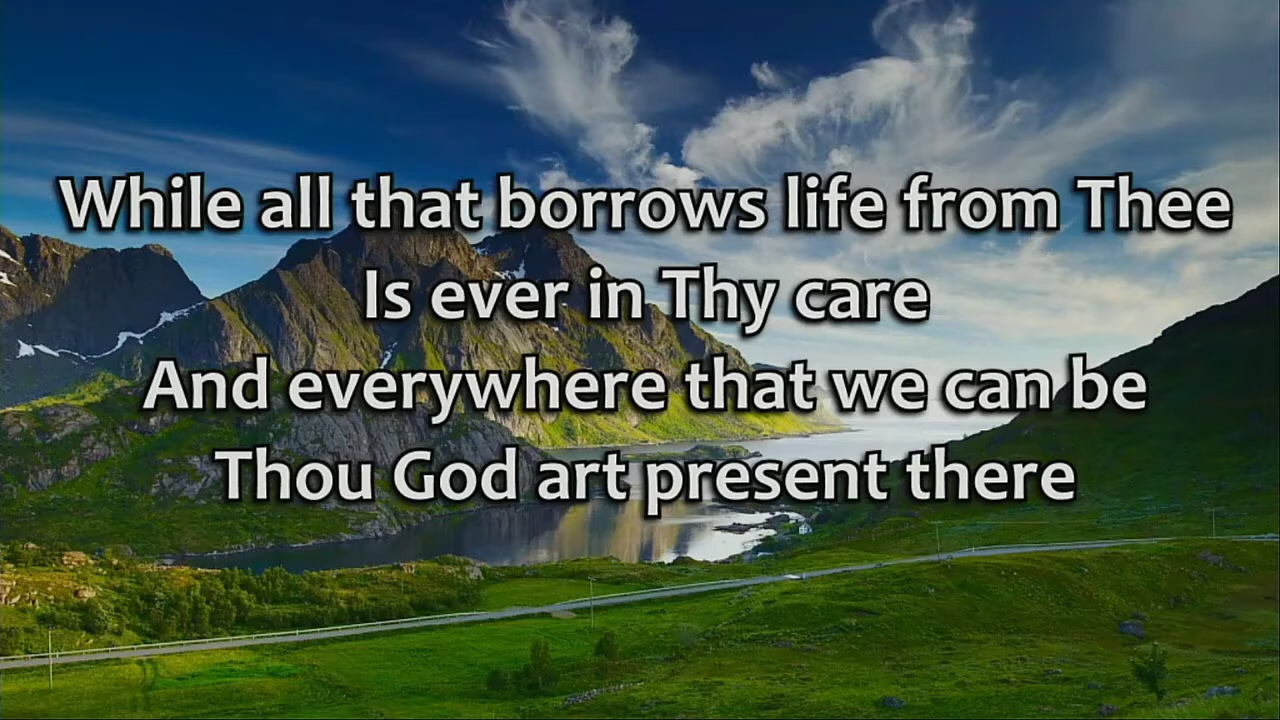 While all that borrows life from Thee
Is ever in Thy care
And everywhere that we can be
Thou God art present there